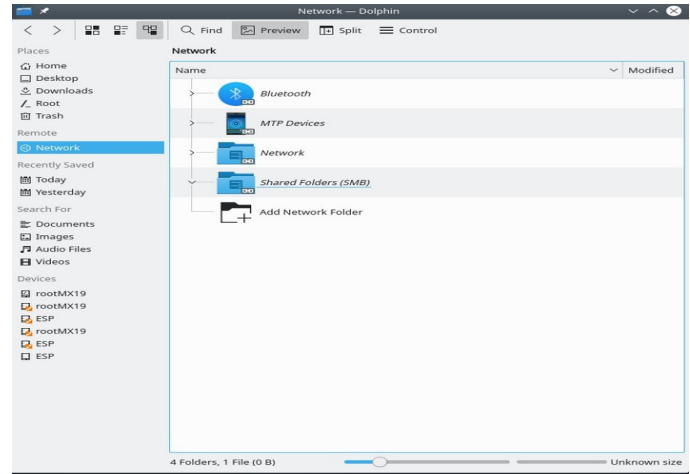 Network — Dolphin
Find Preview Split Control
Places
Home
Desktop
Downloads
Root
Trash
Remote
Network
Recently Saved
Today
Yesterday
Search For
Documents
Images
Audio Files
Videos
Devices
rootMX19
rootMX19
ESP
rootMX19
ESP
ESP
Network
Name Modified
Bluetooth
MTP Devices
Network
Shared Folders (SMB)
Add Network Folder
4 Folders, 1 File (0 B) Unknown size